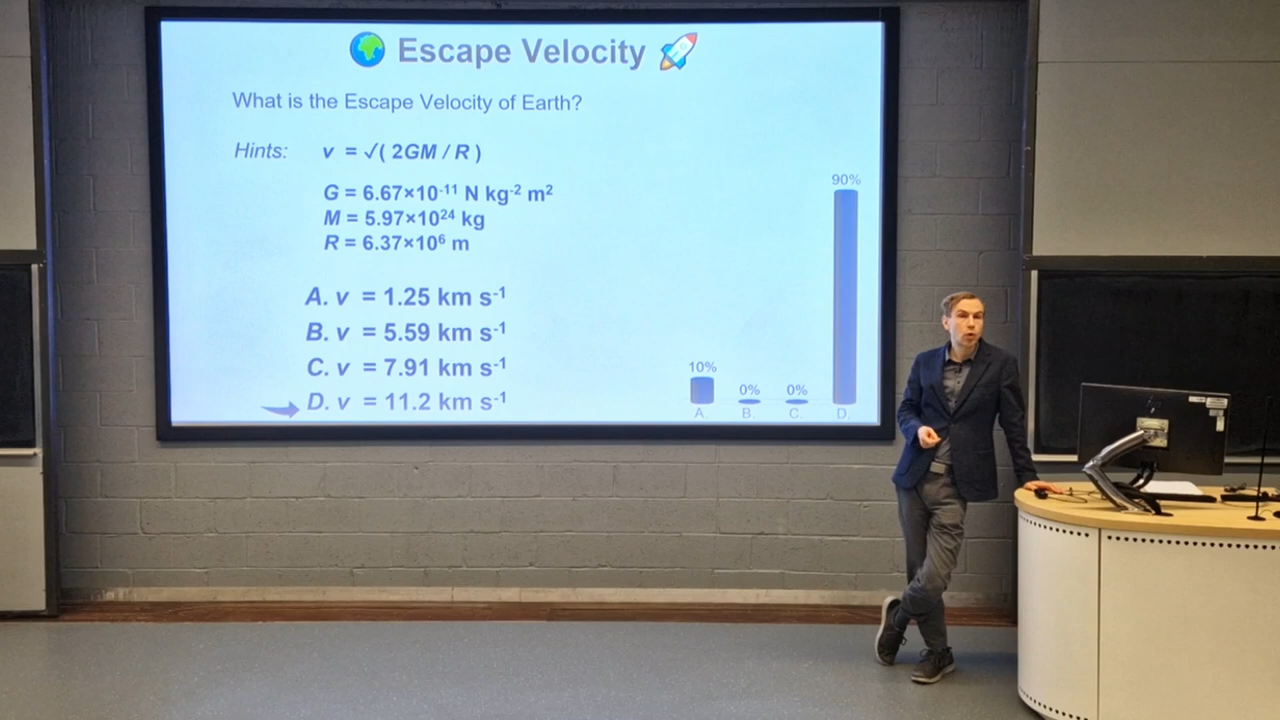 🌍 Escape Velocity 🚀
What is the Escape Velocity of Earth?
Hints: v = √( 2GM / R )
G = 6.67×10⁻¹¹ N kg⁻² m²
M = 5.97×10²⁴ kg
R = 6.37×10⁶ m
A. v = 1.25 km s⁻¹
B. v = 5.59 km s⁻¹
C. v = 7.91 km s⁻¹
D. v = 11.2 km s⁻¹
90%
10%
0%
0%
A.
B.
C.
D.